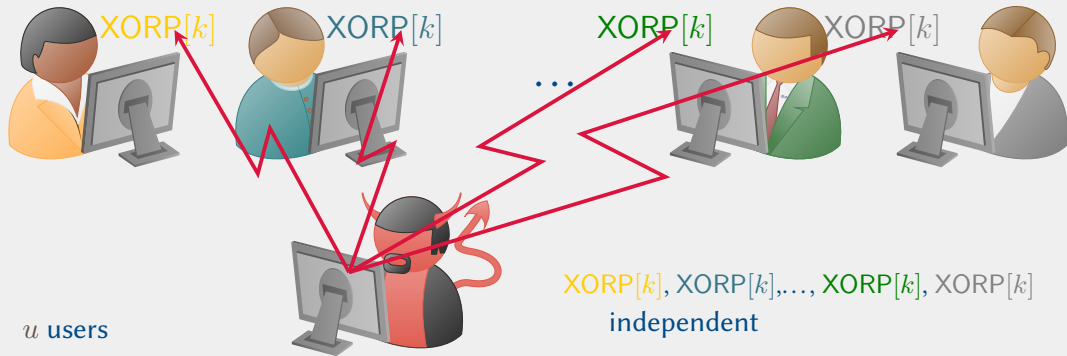 XORP[k] XORP[k] XORP[k] XORP[k]
...
XORP[k], XORP[k],..., XORP[k], XORP[k]
u users independent